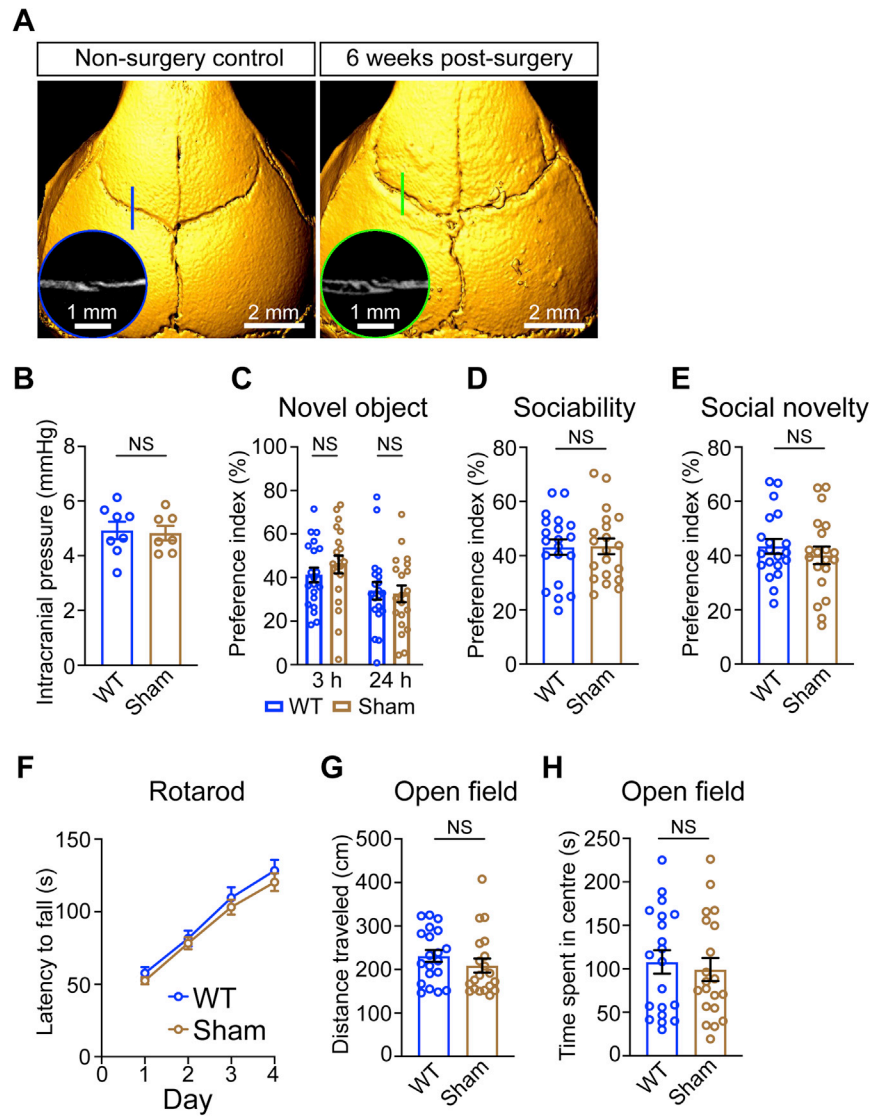 A
Non-surgery control
6 weeks post-surgery
1 mm
2 mm
1 mm
2 mm
B
Intracranial pressure (mmHg)
8
6
4
2
0
NS
WT
Sham
C
Novel object
Preference index (%)
100
80
60
40
20
0
NS
NS
3 h
24 h
WT
Sham
D
Sociability
Preference index (%)
80
60
40
20
0
NS
WT
Sham
E
Social novelty
Preference index (%)
80
60
40
20
0
NS
WT
Sham
F
Rotarod
Latency to fall (s)
150
100
50
0
WT
Sham
0
1
2
3
4
Day
G
Open field
Distance traveled (cm)
500
400
300
200
100
0
NS
WT
Sham
H
Open field
Time spent in centre (s)
250
200
150
100
50
0
NS
WT
Sham